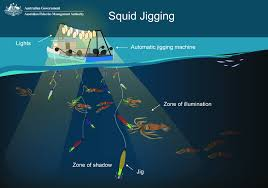 Australian Government
Australian Fisheries Management Authority
Squid Jigging
Lights
Automatic jigging machine
Zone of illumination
Zone of shadow
Jig